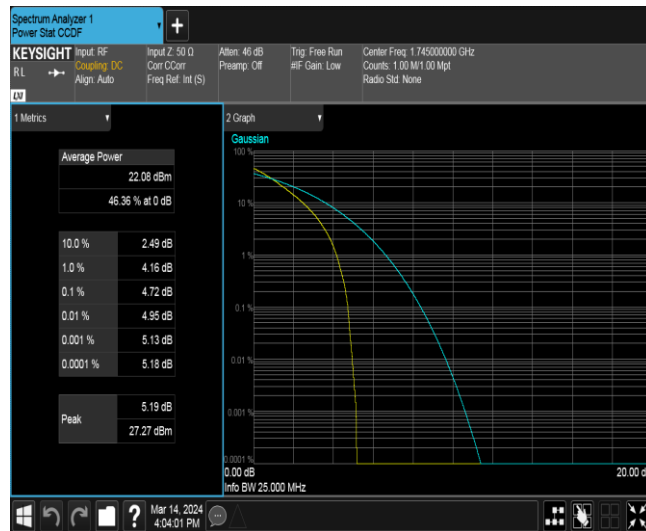 Spectrum Analyzer 1
Power Stat CCDF
KEYSIGHT
RL
LXI
Input: RF
Coupling: DC
Align: Auto
Input Z: 50 Ω
Corr CCorr
Freq Ref: Int (S)
Atten: 46 dB
Preamp: Off
Trig: Free Run
#IF Gain: Low
Center Freq: 1.745000000 GHz
Counts: 1.00 M/1.00 Mpt
Radio Std: None
1 Metrics
Average Power
22.08 dBm
46.36 % at 0 dB
10.0 % 2.49 dB
1.0 % 4.16 dB
0.1 % 4.72 dB
0.01 % 4.95 dB
0.001 % 5.13 dB
0.0001 % 5.18 dB
Peak
5.19 dB
27.27 dBm
2 Graph
Gaussian
100 %
10 %
1 %
0.1 %
0.01 %
0.001 %
0.0001 %
0.00 dB
20.00 d
Info BW 25.000 MHz
Mar 14, 2024
4:04:01 PM